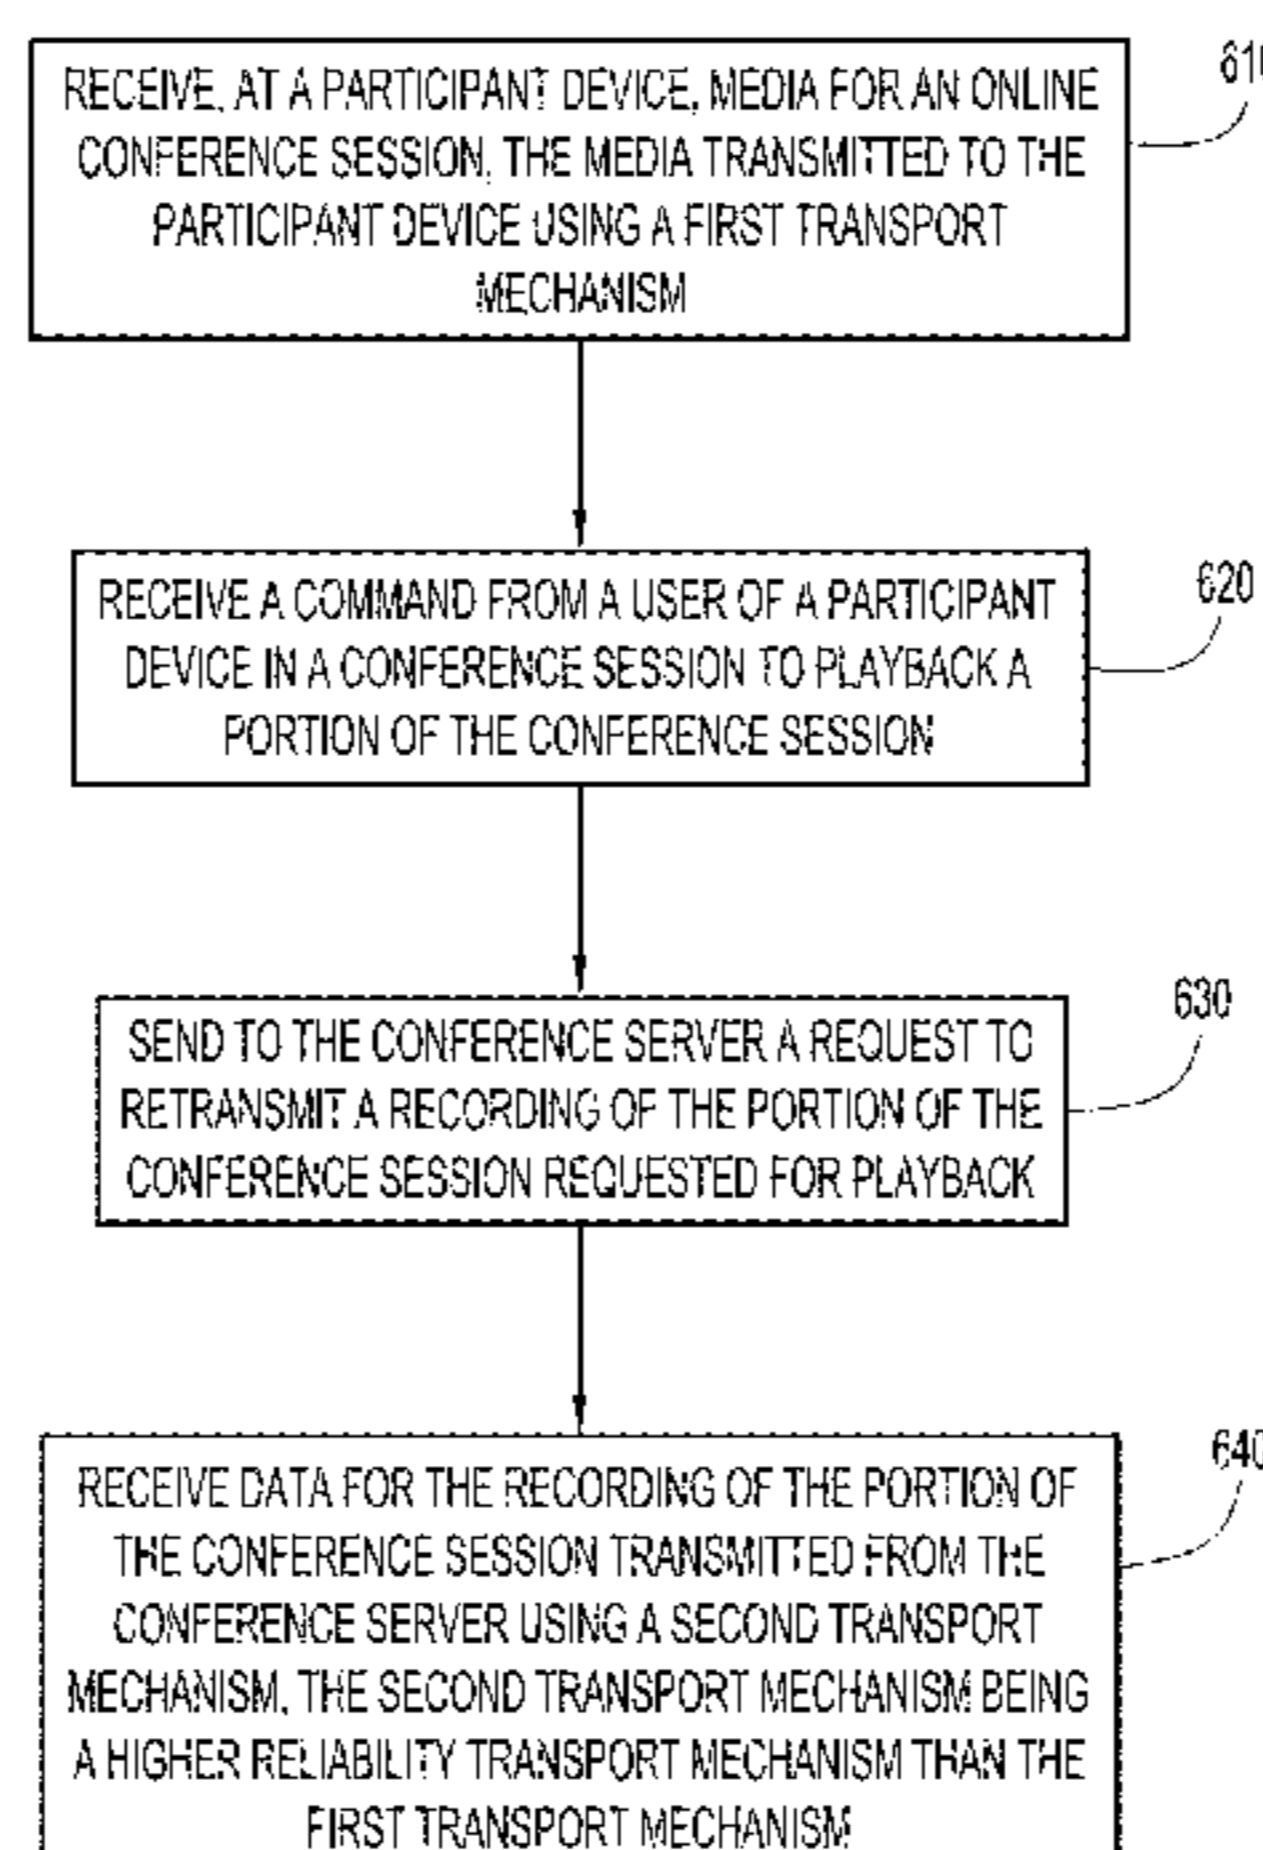 RECEIVE, AT A PARTICIPANT DEVICE, MEDIA FOR AN ONLINE
CONFERENCE SESSION, THE MEDIA TRANSMITTED TO THE
PARTICIPANT DEVICE USING A FIRST TRANSPORT
MECHANISM
610
RECEIVE A COMMAND FROM A USER OF A PARTICIPANT
DEVICE IN A CONFERENCE SESSION TO PLAYBACK A
PORTION OF THE CONFERENCE SESSION
620
SEND TO THE CONFERENCE SERVER A REQUEST TO
RETRANSMIT A RECORDING OF THE PORTION OF THE
CONFERENCE SESSION REQUESTED FOR PLAYBACK
630
RECEIVE DATA FOR THE RECORDING OF THE PORTION OF
THE CONFERENCE SESSION TRANSMITTED FROM THE
CONFERENCE SERVER USING A SECOND TRANSPORT
MECHANISM, THE SECOND TRANSPORT MECHANISM BEING
A HIGHER RELIABILITY TRANSPORT MECHANISM THAN THE
FIRST TRANSPORT MECHANISM
640